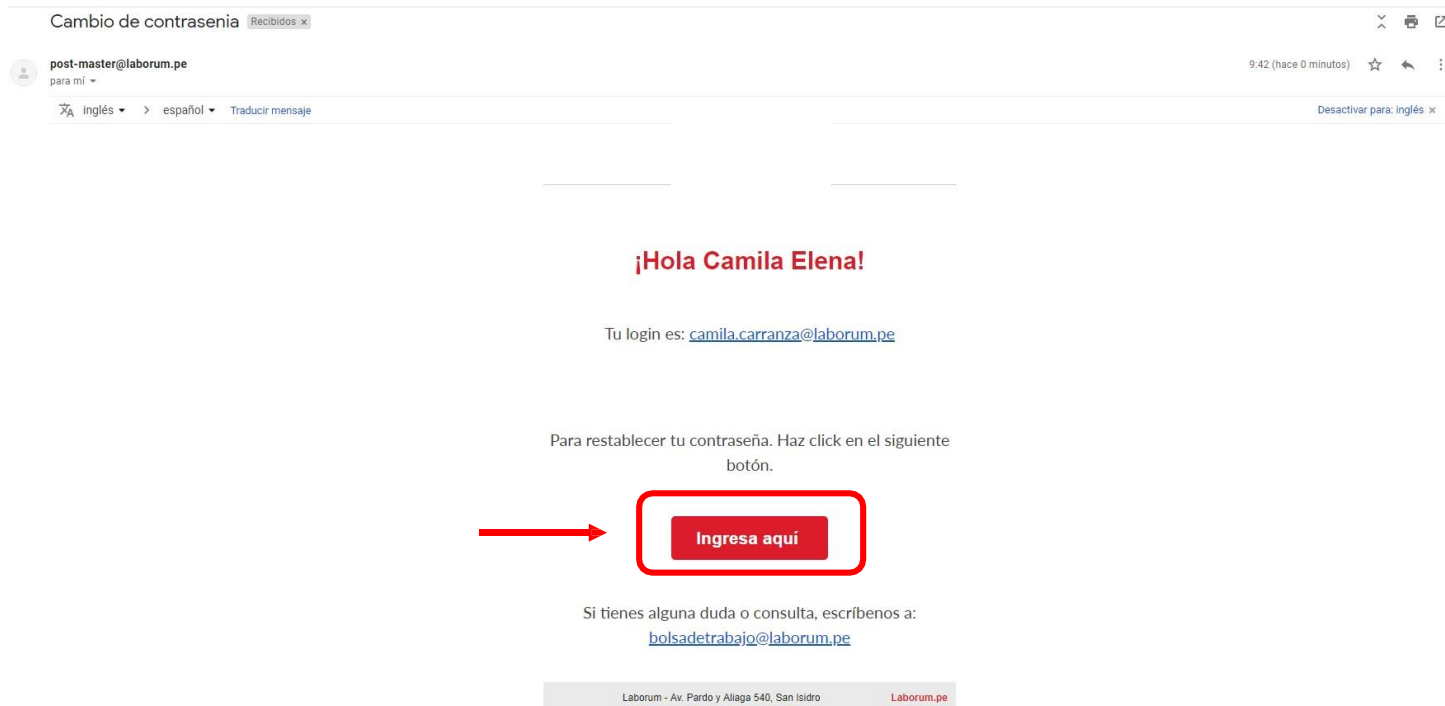 Cambio de contrasenia Recibidos x
post-master@laborum.pe 9:42 (hace 0 minutos)
para mí
inglés > español Traducir mensaje Desactivar para: inglés x
¡Hola Camila Elena!
Tu login es: camila.carranza@laborum.pe
Para restablecer tu contraseña. Haz click en el siguiente
botón.
Ingresa aquí
Si tienes alguna duda o consulta, escríbenos a:
bolsadetrabajo@laborum.pe
Laborum - Av. Pardo y Aliaga 540, San Isidro Laborum.pe